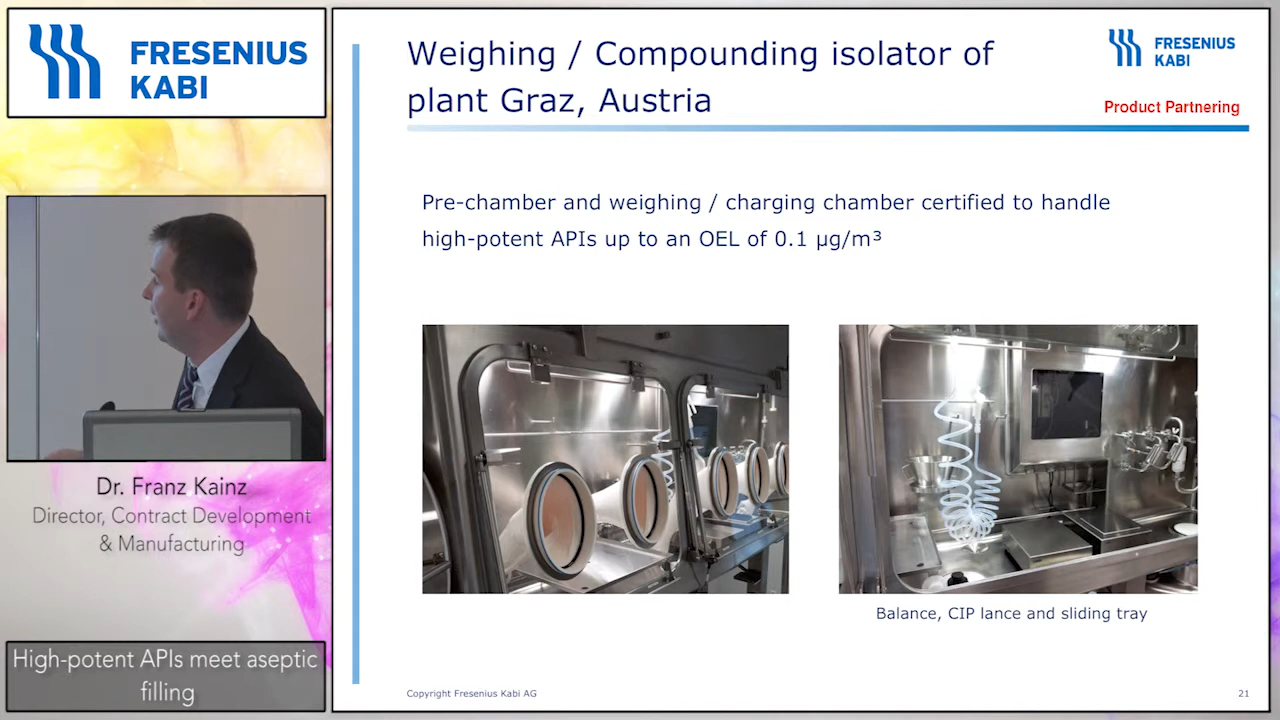 FRESENIUS
KABI
Dr. Franz Kainz
Director, Contract Development
& Manufacturing
High-potent APIs meet aseptic
filling
Weighing / Compounding isolator of
plant Graz, Austria
FRESENIUS
KABI
Product Partnering
Pre-chamber and weighing / charging chamber certified to handle
high-potent APIs up to an OEL of 0.1 µg/m³
Balance, CIP lance and sliding tray
Copyright Fresenius Kabi AG
21